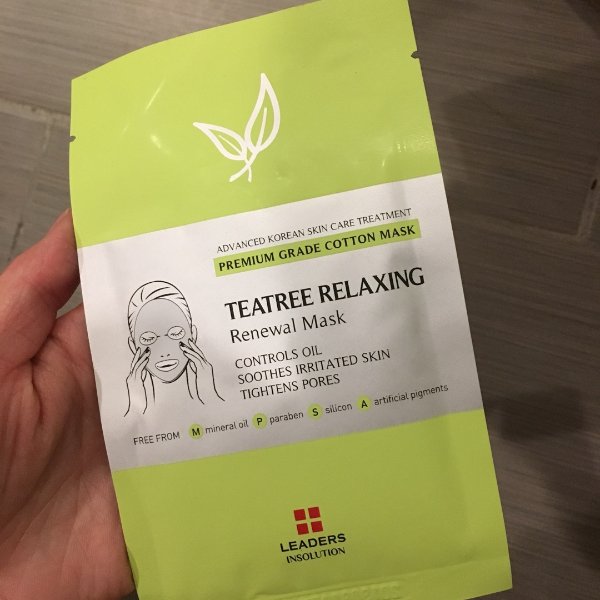 ADVANCED KOREAN SKIN CARE TREATMENT
PREMIUM GRADE COTTON MASK
TEATREE RELAXING
Renewal Mask
CONTROLS OIL
SOOTHES IRRITATED SKIN
TIGHTENS PORES
FREE FROM M mineral oil P paraben S silicon A artificial pigments
LEADERS
INSOLUTION